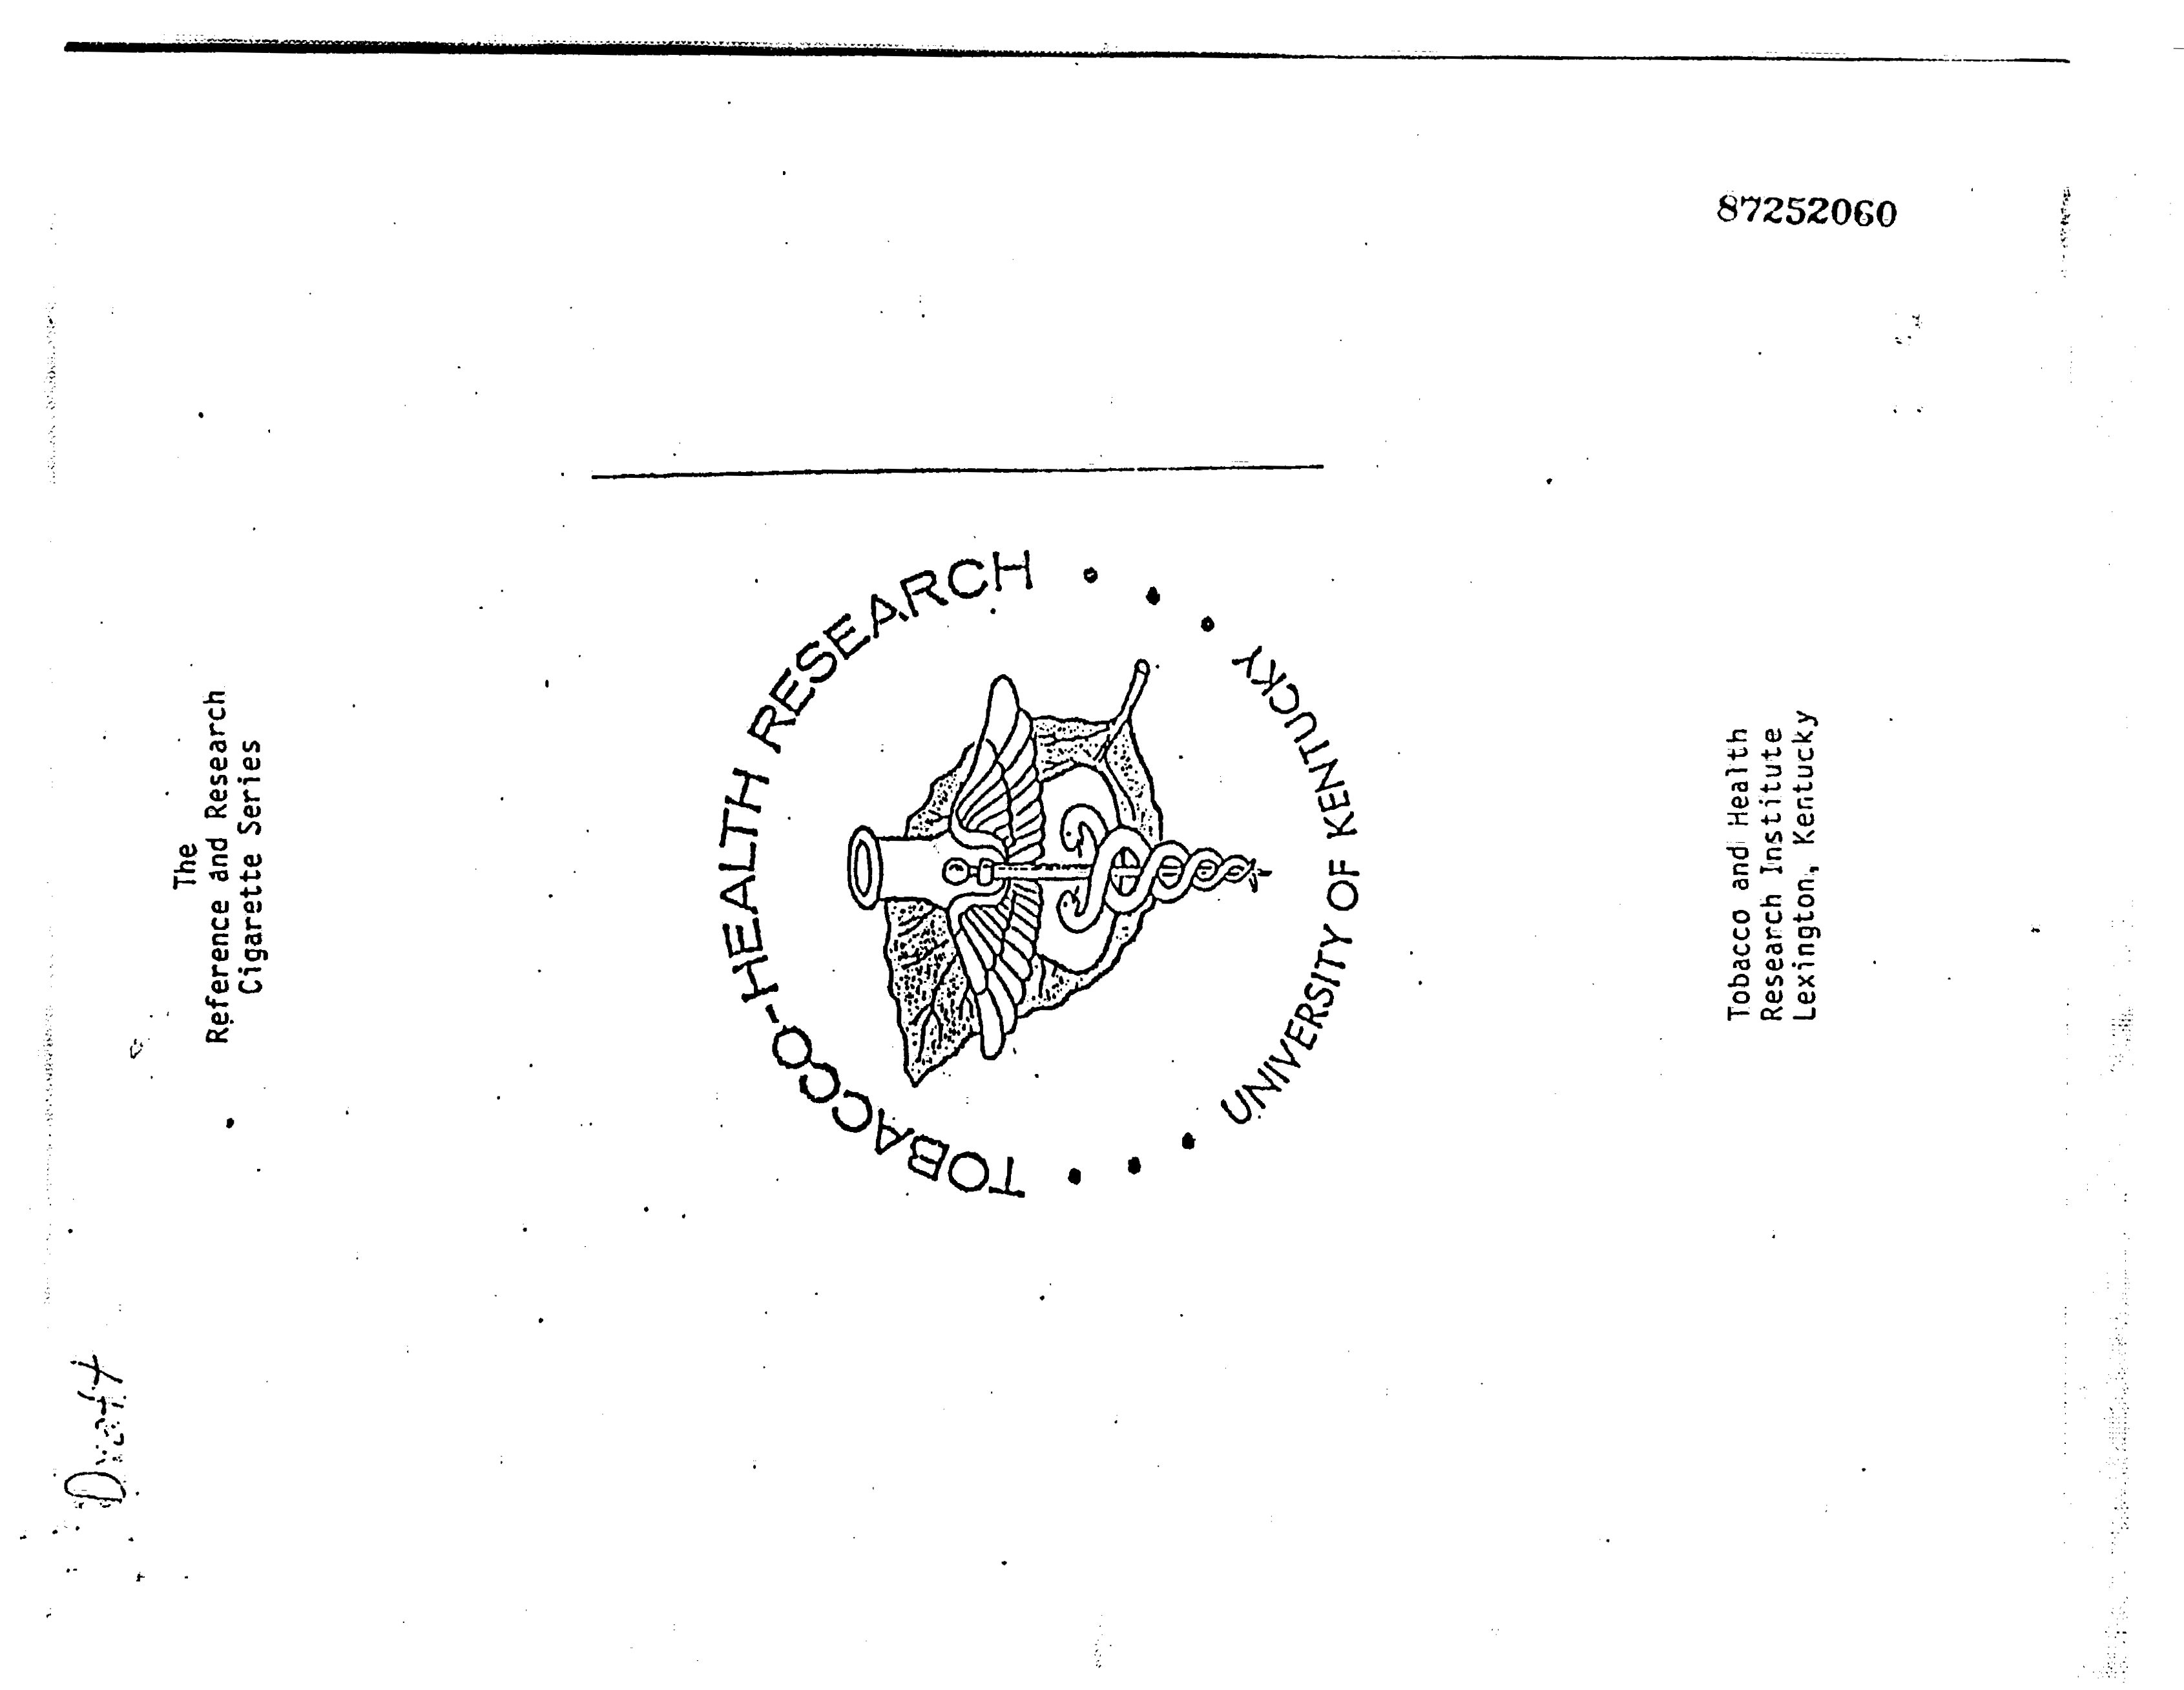 Draft
The
Reference and Research
Cigarette Series
TOBACCO-HEALTH RESEARCH
UNIVERSITY OF KENTUCKY
Tobacco and Health
Research Institute
Lexington, Kentucky
87252060